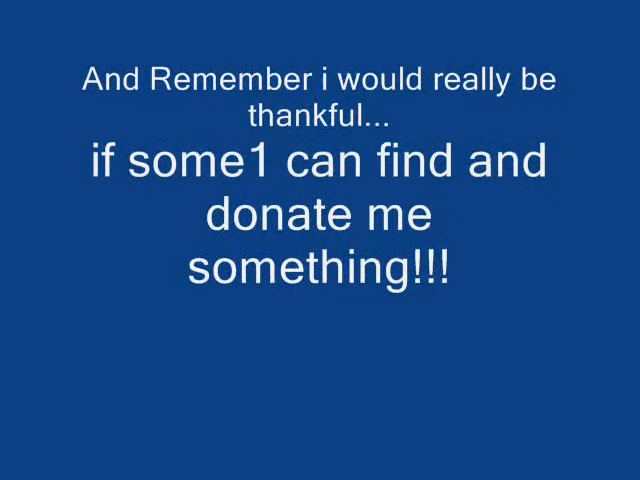 And Remember i would really be
thankful...
if some1 can find and
donate me
something!!!